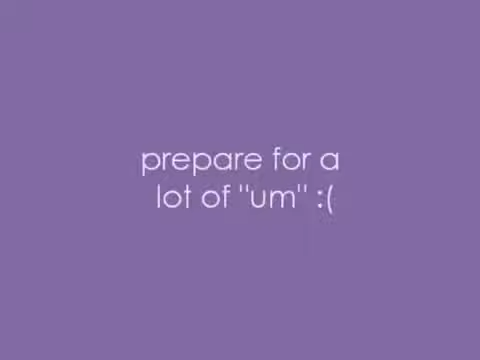 prepare for a
lot of "um" :(